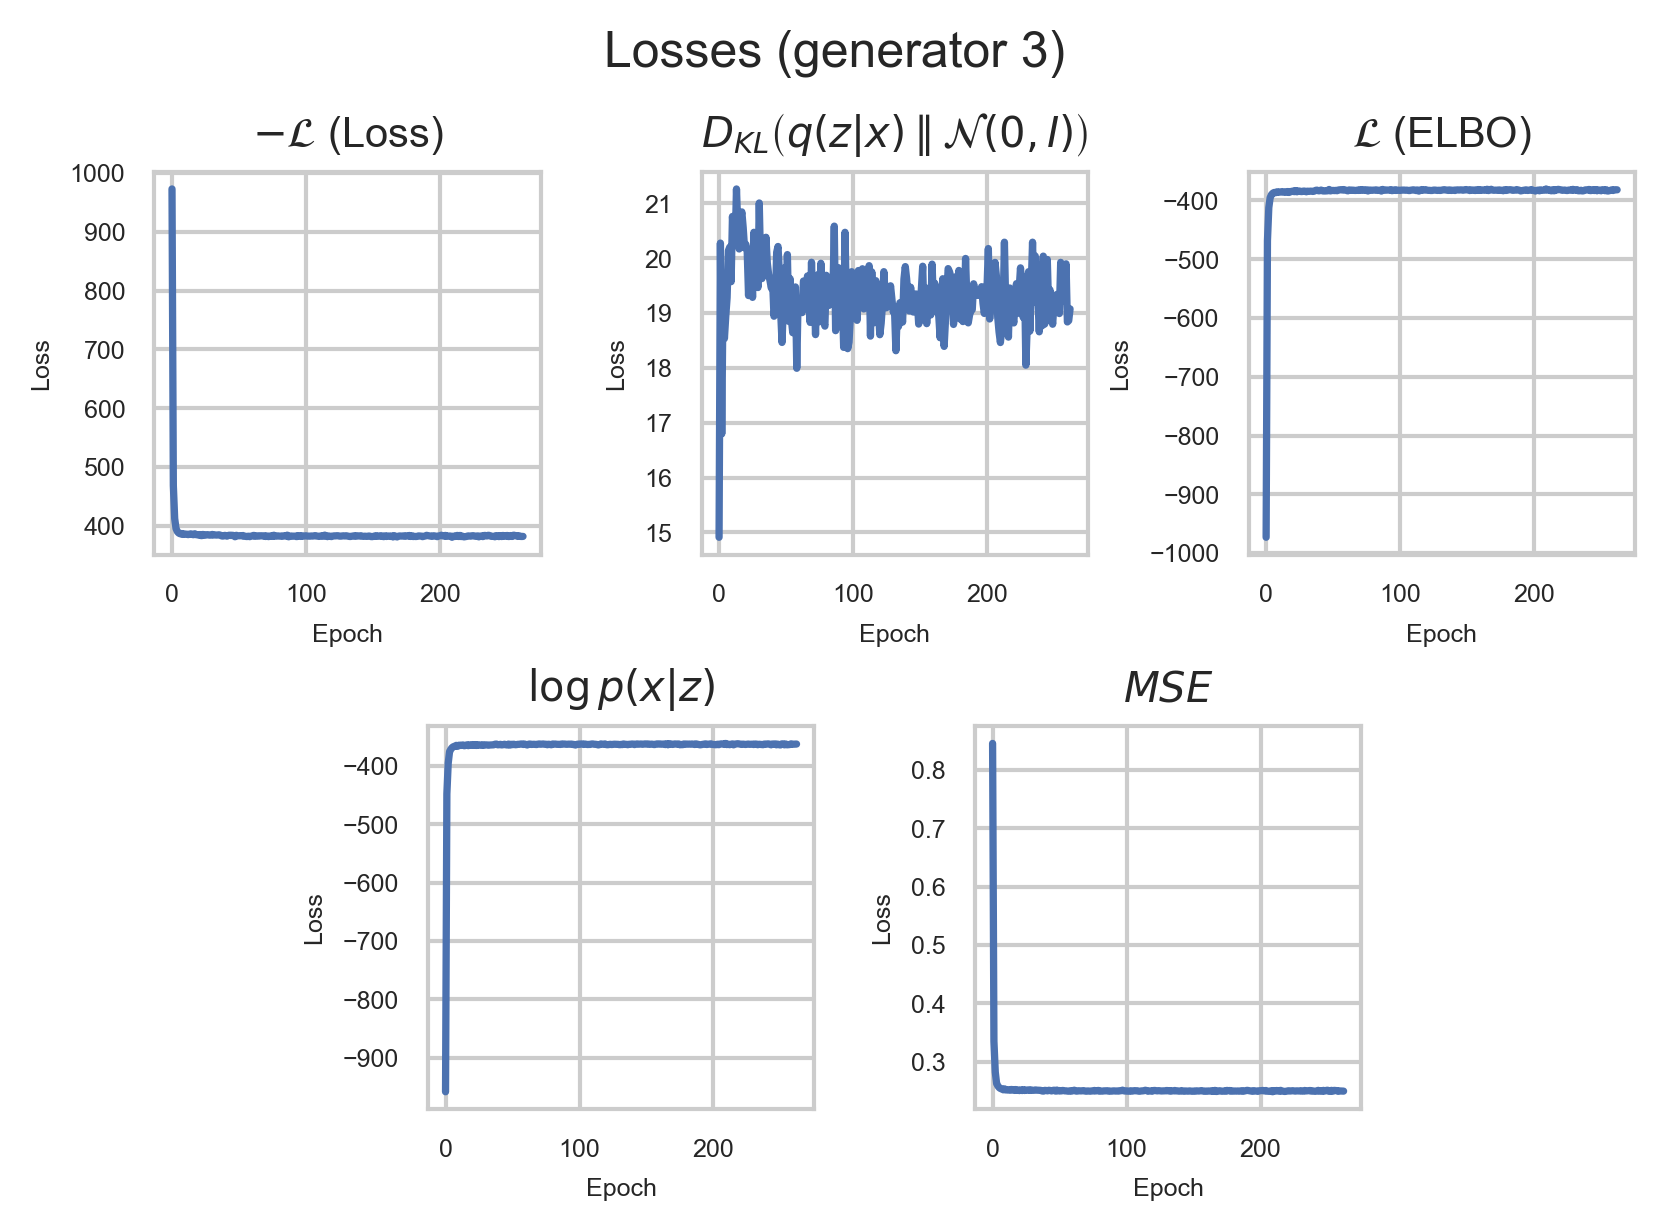 Losses (generator 3)
−ℒ (Loss)
1000
900
800
700
600
500
400
Loss
0 100 200
Epoch
D_{KL}(q(z|x) ∥ 𝒩(0, I))
21
20
19
18
17
16
15
Loss
0 100 200
Epoch
ℒ (ELBO)
−400
−500
−600
−700
−800
−900
−1000
Loss
0 100 200
Epoch
log p(x|z)
−400
−500
−600
−700
−800
−900
Loss
0 100 200
Epoch
MSE
0.8
0.7
0.6
0.5
0.4
0.3
Loss
0 100 200
Epoch